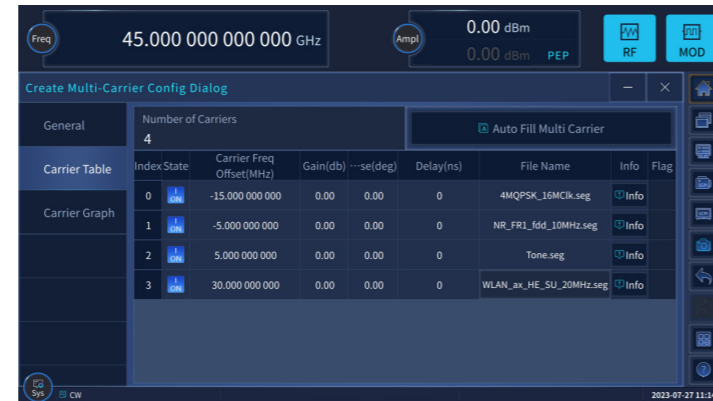 Freq
45.000 000 000 000 GHz
Ampl
0.00 dBm
0.00 dBm PEP
RF
MOD
Create Multi-Carrier Config Dialog
General
Carrier Table
Carrier Graph
Number of Carriers
4
Auto Fill Multi Carrier
Index State Carrier Freq Offset(MHz) Gain(db) ···se(deg) Delay(ns) File Name Info Flag
0 ON -15.000 000 000 0.00 0.00 0 4MQPSK_16MClk.seg Info
1 ON -5.000 000 000 0.00 0.00 0 NR_FR1_fdd_10MHz.seg Info
2 ON 5.000 000 000 0.00 0.00 0 Tone.seg Info
3 ON 30.000 000 000 0.00 0.00 0 WLAN_ax_HE_SU_20MHz.seg Info
Sys
CW
2023-07-27 11:14